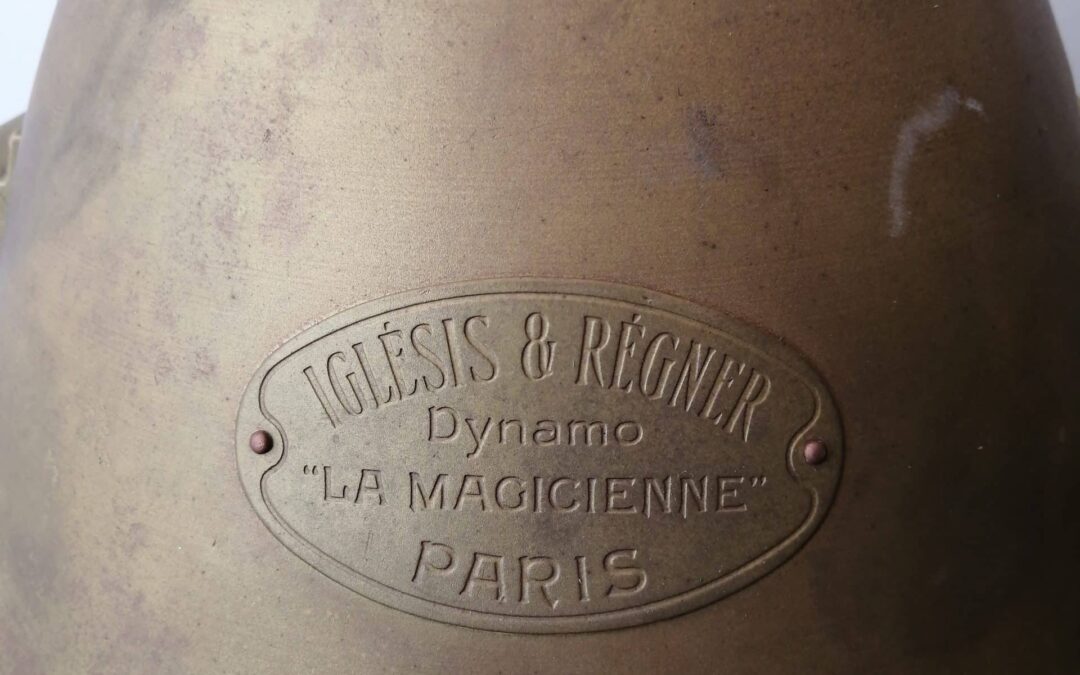 IGLÉSIS & RÉGNER
Dynamo
"LA MAGICIENNE"
PARIS